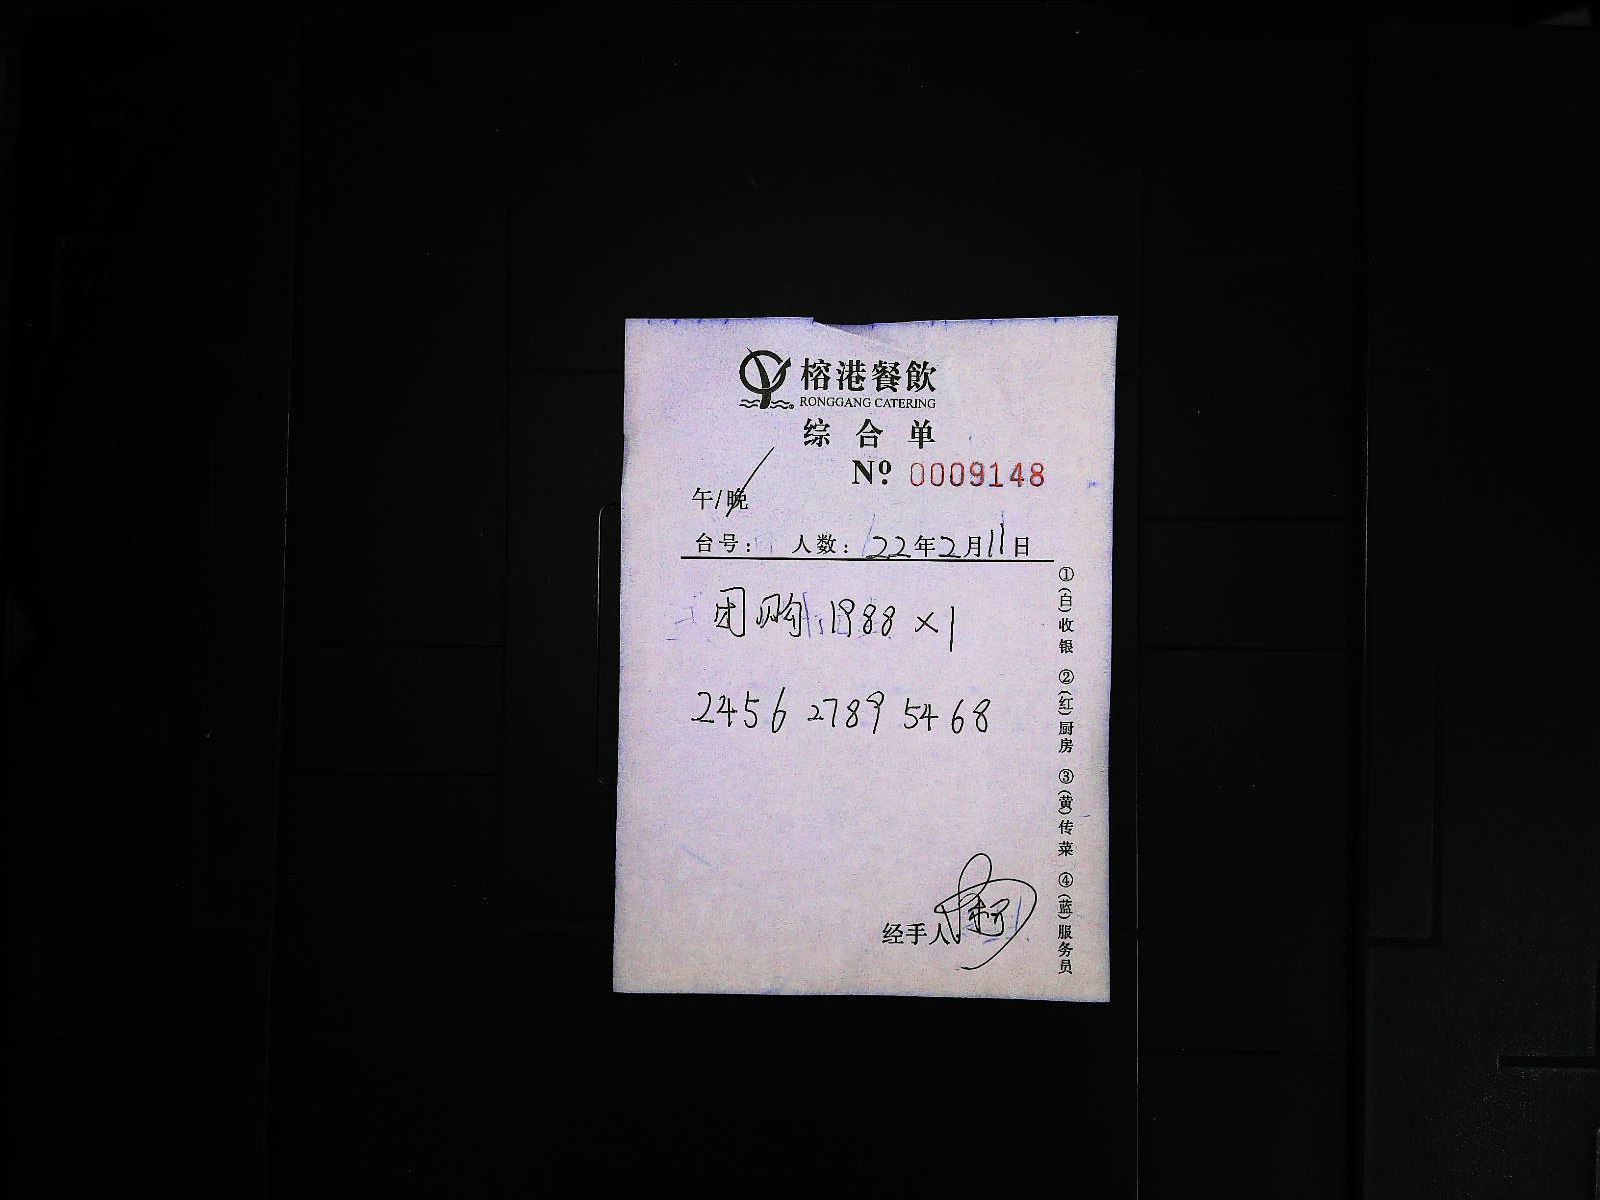 榕港餐飲
RONGGANG CATERING
综合单
Nº 0009148
午/晚
台号: 人数: 22年2月11日
团购 1988 ×1
2456 2789 5468
经手人:
①(白)收银 ②(红)厨房 ③(黄)传菜 ④(蓝)服务员